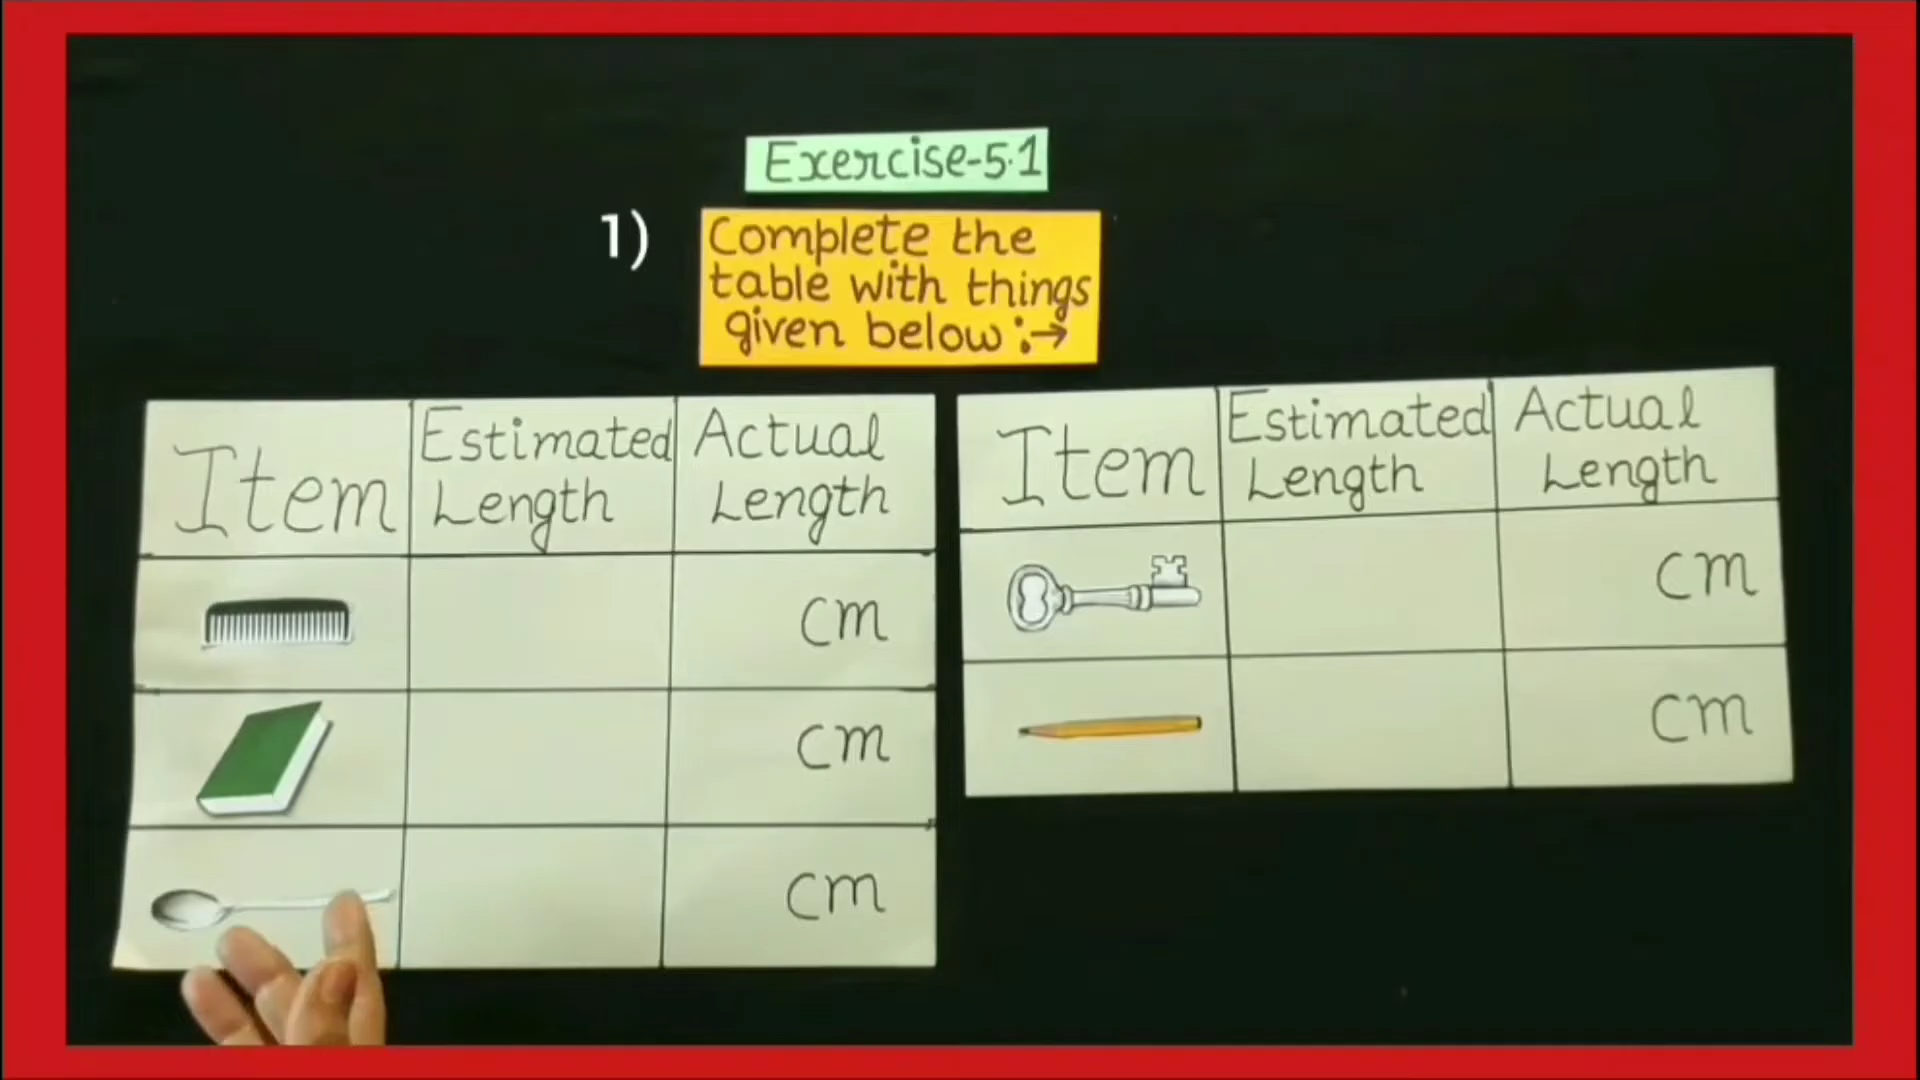 Exercise-5.1
1)
Complete the
table with things
given below :→
Item
Estimated
Length
Actual
Length
cm
cm
cm
Item
Estimated
Length
Actual
Length
cm
cm